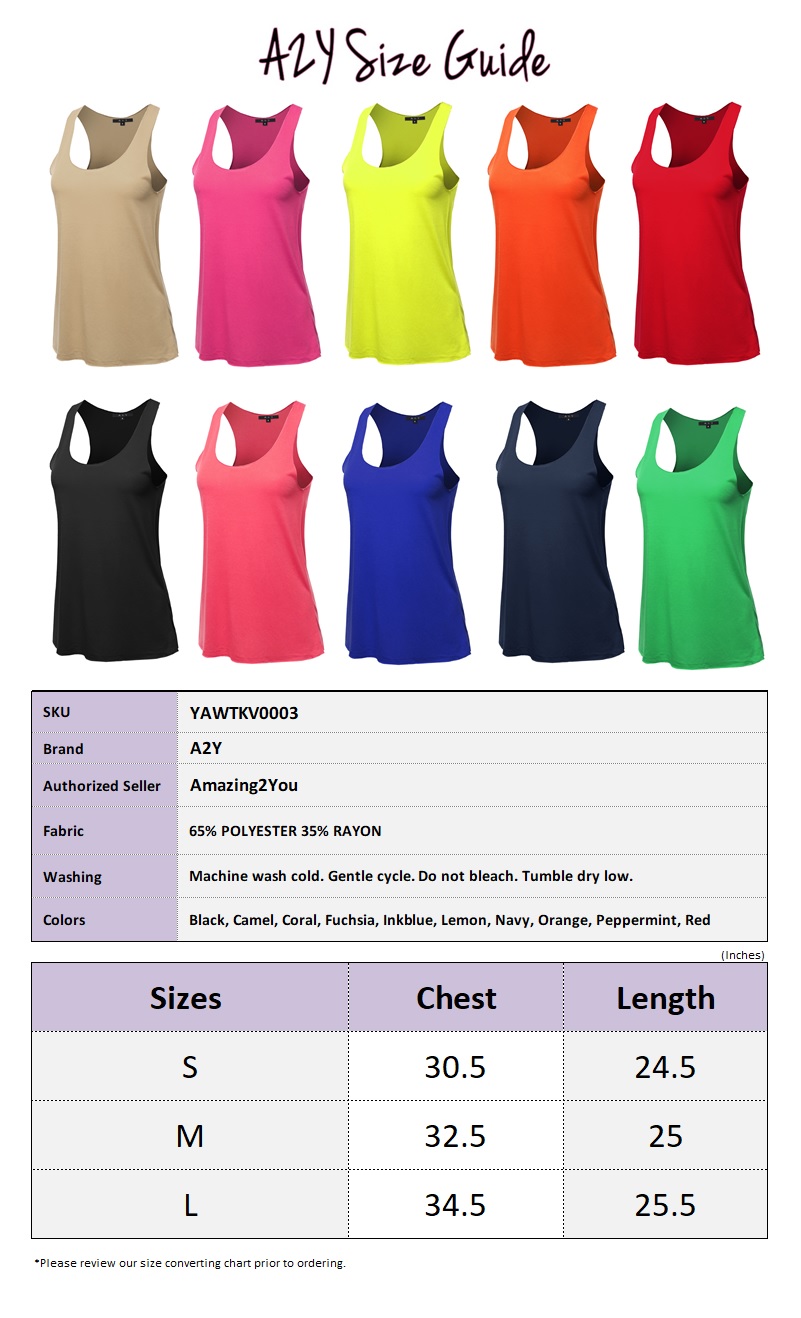 A2Y Size Guide
SKU YAWTKV0003
Brand A2Y
Authorized Seller Amazing2You
Fabric 65% POLYESTER 35% RAYON
Washing Machine wash cold. Gentle cycle. Do not bleach. Tumble dry low.
Colors Black, Camel, Coral, Fuchsia, Inkblue, Lemon, Navy, Orange, Peppermint, Red
(Inches)
Sizes Chest Length
S 30.5 24.5
M 32.5 25
L 34.5 25.5
*Please review our size converting chart prior to ordering.